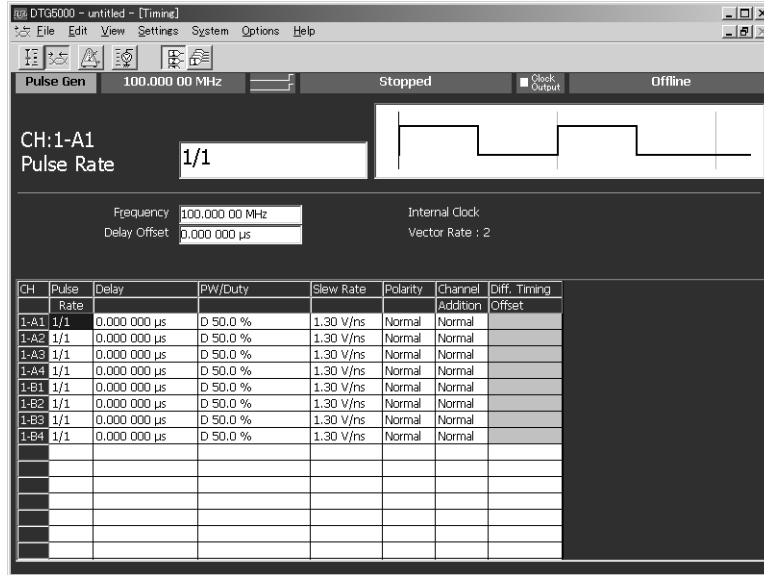 DTG5000 - untitled - [Timing]
File Edit View Settings System Options Help
Pulse Gen 100.000 00 MHz Stopped Clock Output Offline
CH:1-A1
Pulse Rate 1/1
Frequency 100.000 00 MHz Internal Clock
Delay Offset 0.000 000 µs Vector Rate : 2
CH Pulse Delay PW/Duty Slew Rate Polarity Channel Diff. Timing
Rate Addition Offset
1-A1 1/1 0.000 000 µs D 50.0 % 1.30 V/ns Normal Normal
1-A2 1/1 0.000 000 µs D 50.0 % 1.30 V/ns Normal Normal
1-A3 1/1 0.000 000 µs D 50.0 % 1.30 V/ns Normal Normal
1-A4 1/1 0.000 000 µs D 50.0 % 1.30 V/ns Normal Normal
1-B1 1/1 0.000 000 µs D 50.0 % 1.30 V/ns Normal Normal
1-B2 1/1 0.000 000 µs D 50.0 % 1.30 V/ns Normal Normal
1-B3 1/1 0.000 000 µs D 50.0 % 1.30 V/ns Normal Normal
1-B4 1/1 0.000 000 µs D 50.0 % 1.30 V/ns Normal Normal